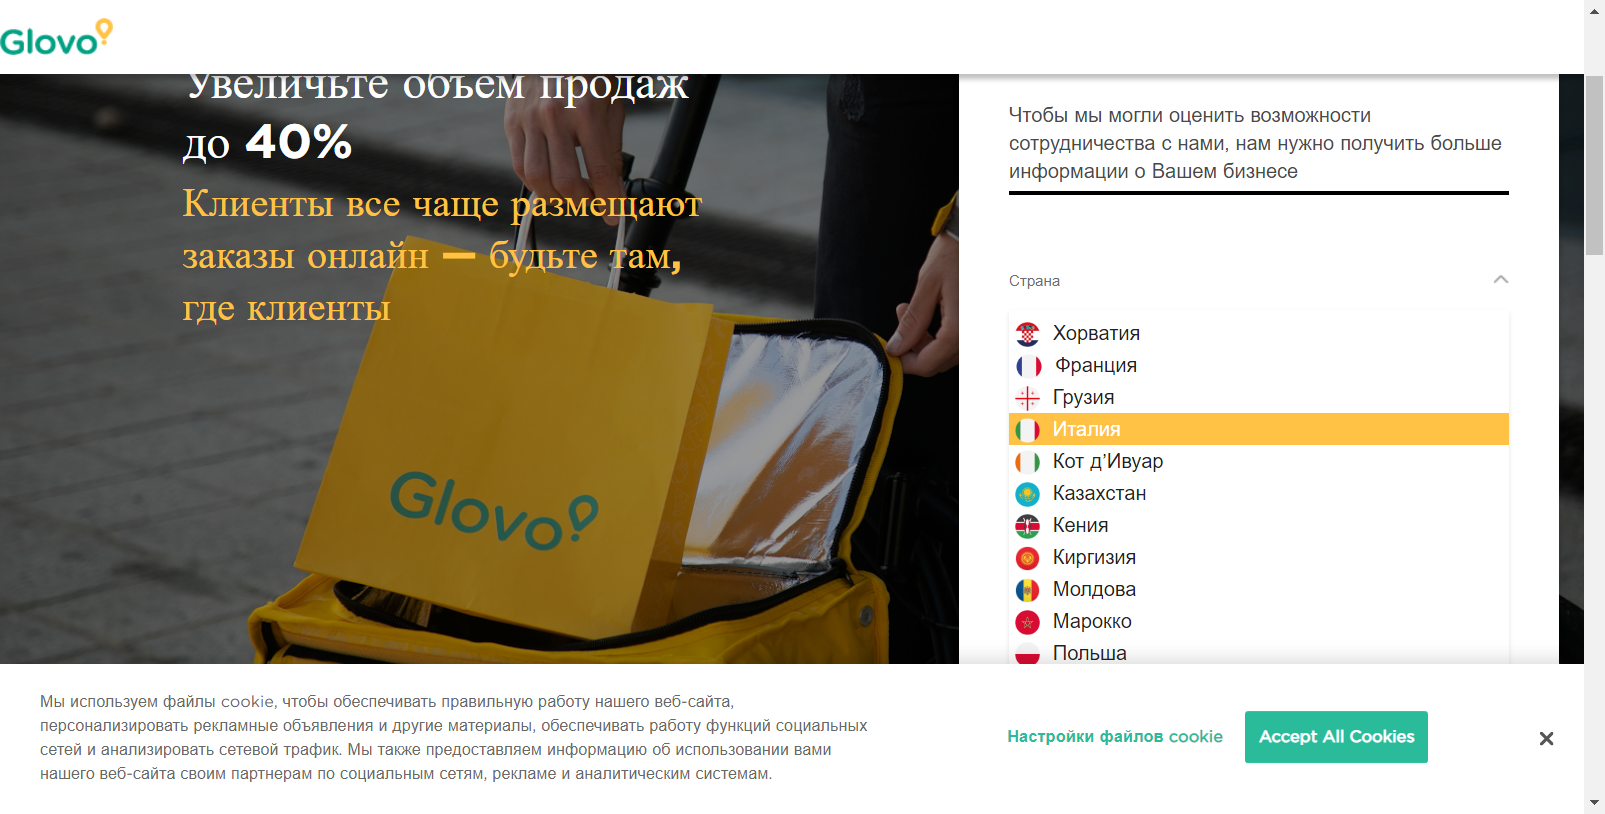 Glovo
Увеличьте объем продаж
до 40%
Клиенты все чаще размещают
заказы онлайн — будьте там,
где клиенты
Glovo
Чтобы мы могли оценить возможности
сотрудничества с нами, нам нужно получить больше
информации о Вашем бизнесе
Страна
Хорватия
Франция
Грузия
Италия
Кот д'Ивуар
Казахстан
Кения
Киргизия
Молдова
Марокко
Польша
Мы используем файлы cookie, чтобы обеспечивать правильную работу нашего веб-сайта,
персонализировать рекламные объявления и другие материалы, обеспечивать работу функций социальных
сетей и анализировать сетевой трафик. Мы также предоставляем информацию об использовании вами
нашего веб-сайта своим партнерам по социальным сетям, рекламе и аналитическим системам.
Настройки файлов cookie
Accept All Cookies